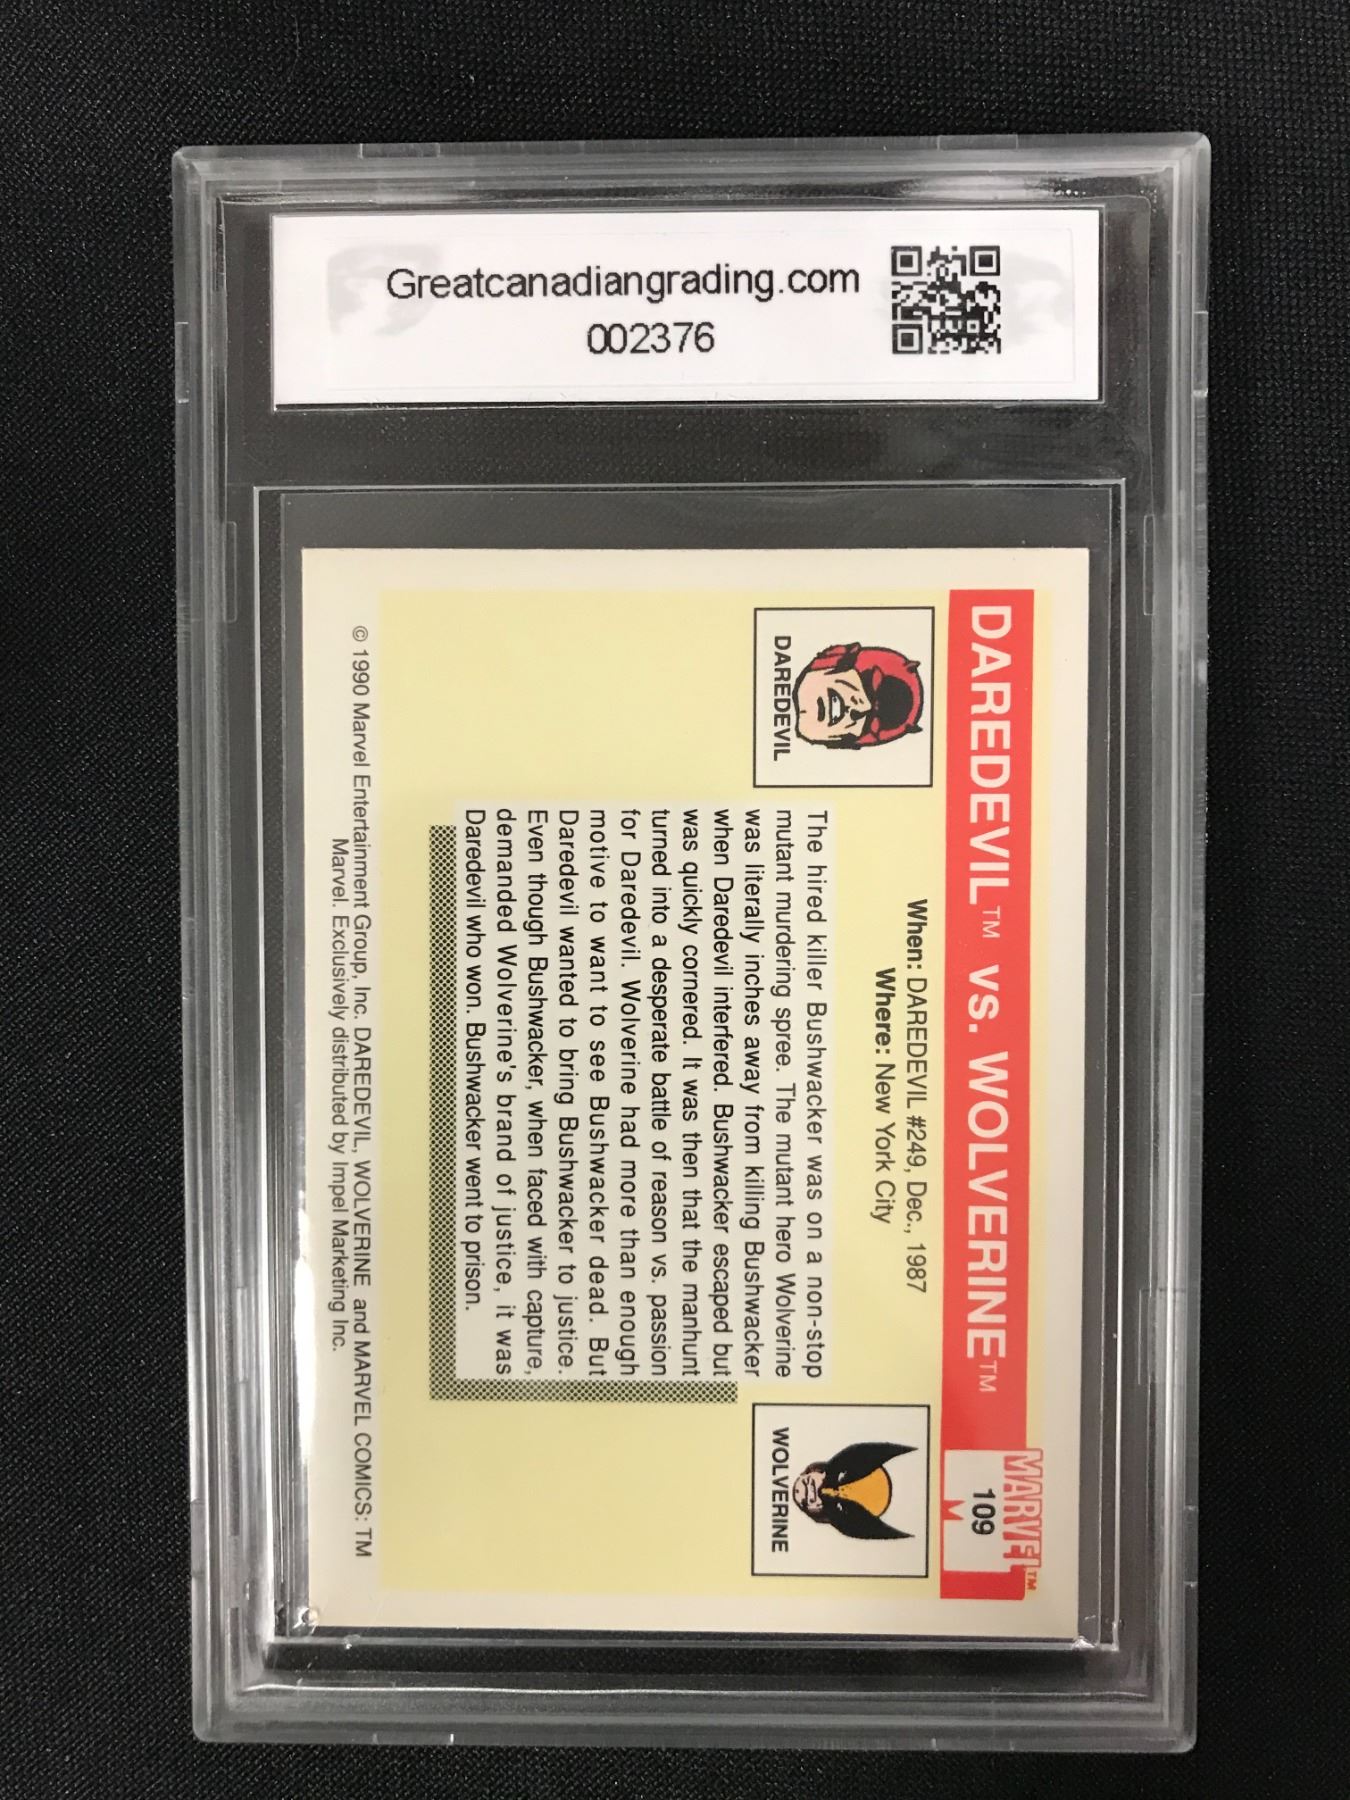 Greatcanadiangrading.com
002376
DAREDEVIL™ vs. WOLVERINE™
MARVEL™
109
When: DAREDEVIL #249, Dec., 1987
Where: New York City
DAREDEVIL
WOLVERINE
The hired killer Bushwacker was on a non-stop
mutant murdering spree. The mutant hero Wolverine
was literally inches away from killing Bushwacker
when Daredevil interfered. Bushwacker escaped but
was quickly cornered. It was then that the manhunt
turned into a desperate battle of reason vs. passion
for Daredevil. Wolverine had more than enough
motive to want to see Bushwacker dead. But
Daredevil wanted to bring Bushwacker to justice.
Even though Bushwacker, when faced with capture,
demanded Wolverine's brand of justice, it was
Daredevil who won. Bushwacker went to prison.
© 1990 Marvel Entertainment Group, Inc. DAREDEVIL, WOLVERINE and MARVEL COMICS: TM
Marvel. Exclusively distributed by Impel Marketing Inc.